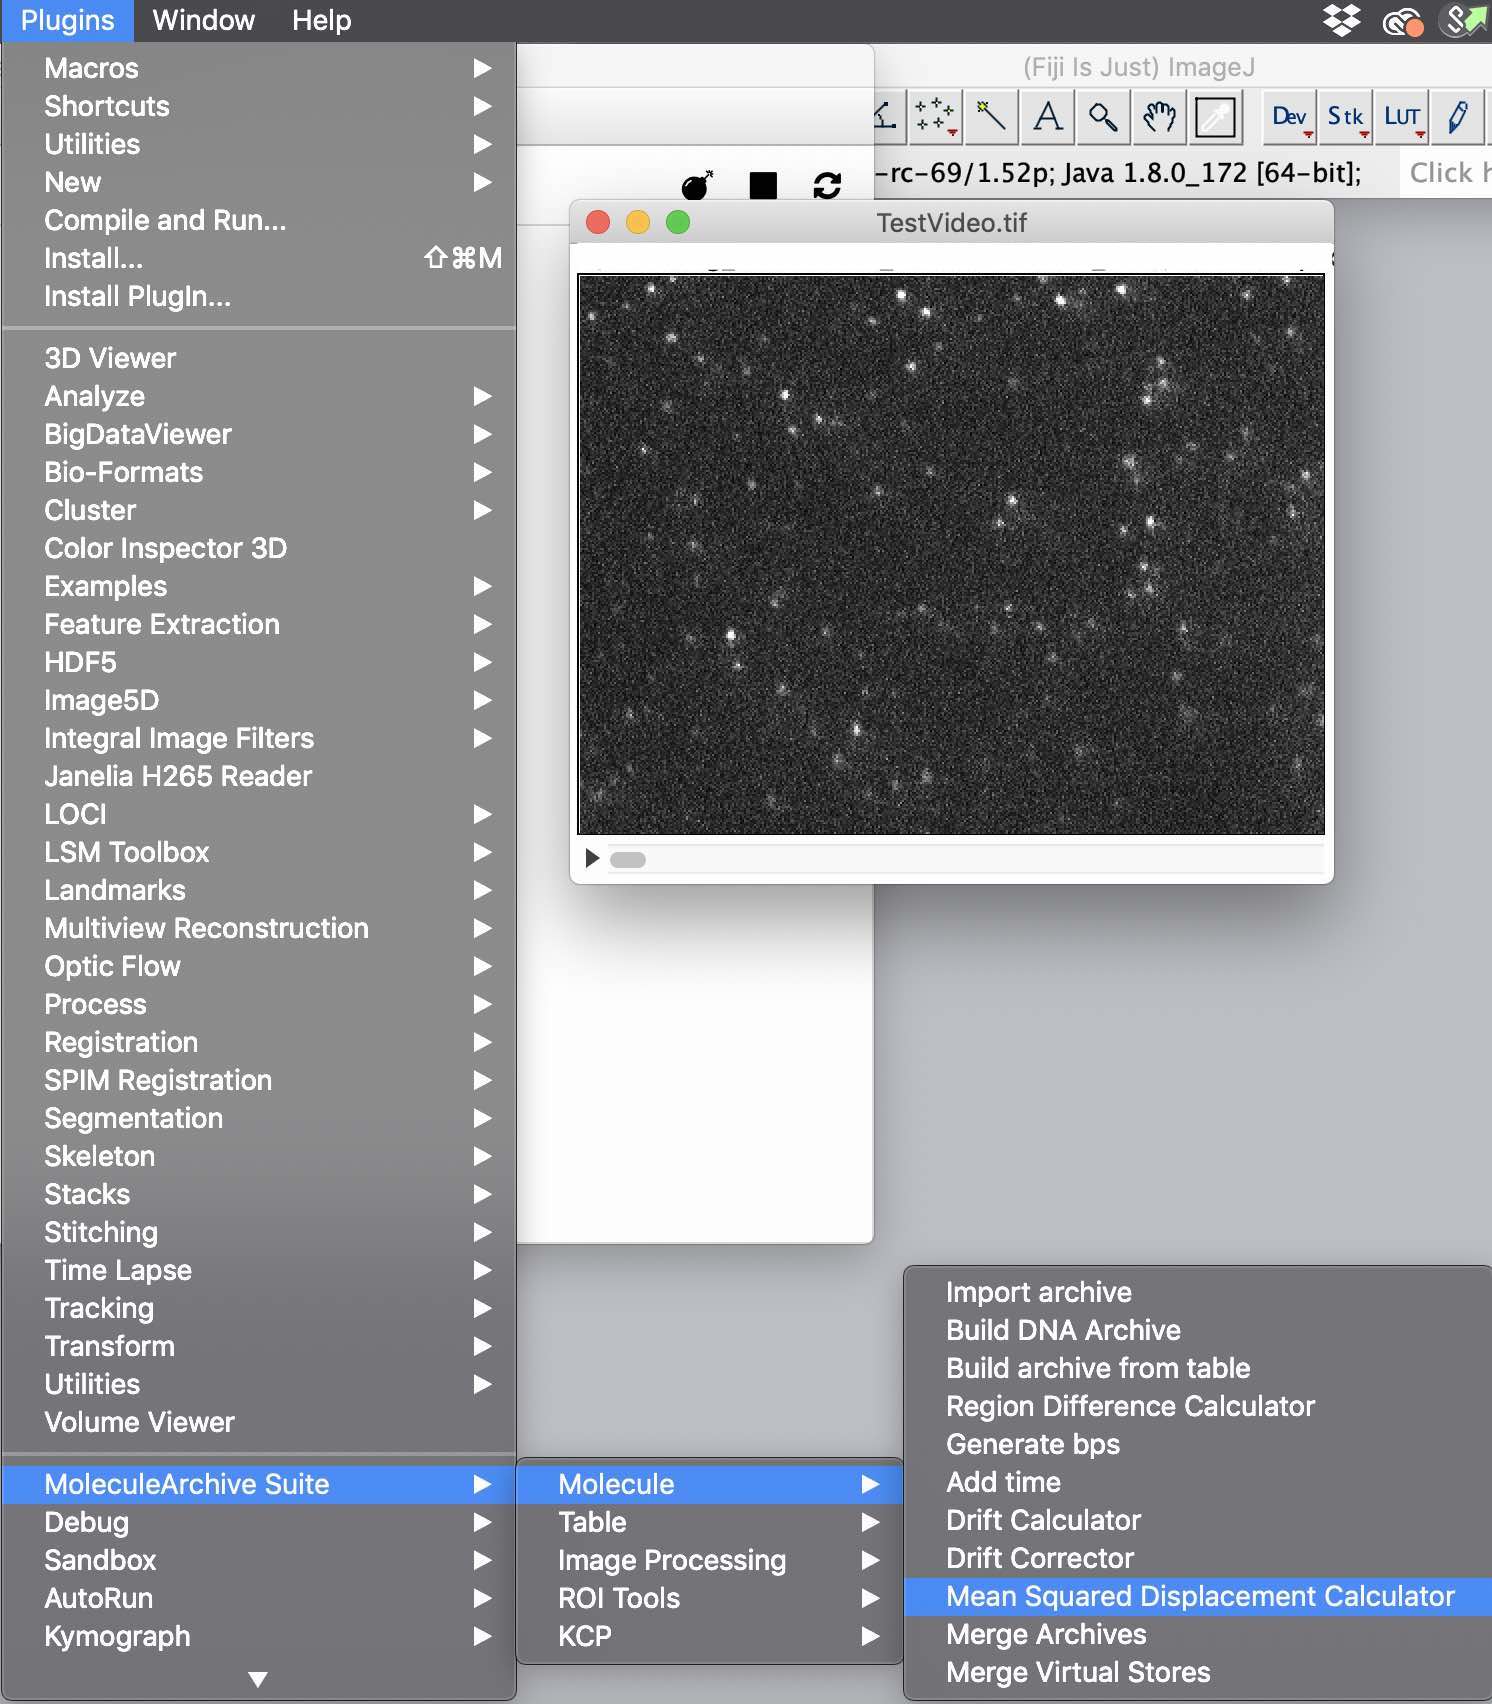 Plugins Window Help
Macros
Shortcuts
Utilities
New
Compile and Run...
Install... ⇧⌘M
Install PlugIn...
3D Viewer
Analyze
BigDataViewer
Bio-Formats
Cluster
Color Inspector 3D
Examples
Feature Extraction
HDF5
Image5D
Integral Image Filters
Janelia H265 Reader
LOCI
LSM Toolbox
Landmarks
Multiview Reconstruction
Optic Flow
Process
Registration
SPIM Registration
Segmentation
Skeleton
Stacks
Stitching
Time Lapse
Tracking
Transform
Utilities
Volume Viewer
MoleculeArchive Suite
Debug
Sandbox
AutoRun
Kymograph
Molecule
Table
Image Processing
ROI Tools
KCP
Import archive
Build DNA Archive
Build archive from table
Region Difference Calculator
Generate bps
Add time
Drift Calculator
Drift Corrector
Mean Squared Displacement Calculator
Merge Archives
Merge Virtual Stores
(Fiji Is Just) ImageJ
A Dev Stk LUT
-rc-69/1.52p; Java 1.8.0_172 [64-bit]; Click
TestVideo.tif